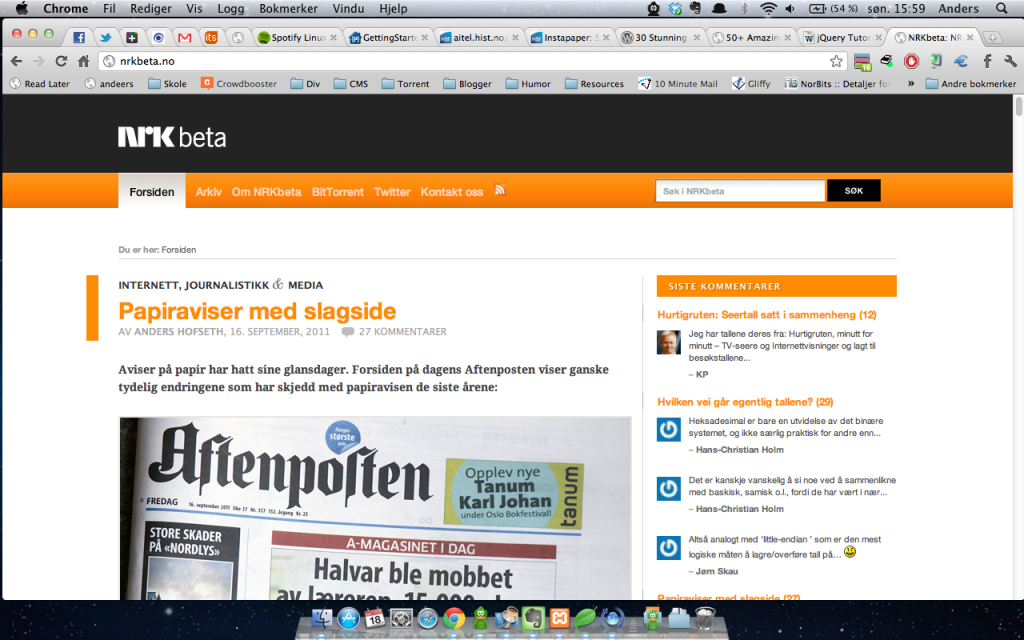 Chrome Fil Rediger Vis Logg Bokmerker Vindu Hjelp (54 %) søn. 15:59 Anders
its Spotify Linu GettingStart aitel.hist.no Instapaper: 30 Stunning 50+ Amazin jQuery Tutor NRKbeta: NR
nrkbeta.no
Read Later andeers Skole Crowdbooster Div CMS Torrent Blogger Humor Resources 10 Minute Mail Gliffy NorBits :: Detaljer fo » Andre bokmerker
NRK beta
Forsiden Arkiv Om NRKbeta BitTorrent Twitter Kontakt oss Søk i NRKbeta SØK
Du er her: Forsiden
INTERNETT, JOURNALISTIKK & MEDIA
Papiraviser med slagside
AV ANDERS HOFSETH, 16. SEPTEMBER, 2011 27 KOMMENTARER
Aviser på papir har hatt sine glansdager. Forsiden på dagens Aftenposten viser ganske
tydelig endringene som har skjedd med papiravisen de siste årene:
Norges
største
avis
Aftenposten
FREDAG
16. september 2011 Uke 37 Nr. 357 152. årgang Kr. 25
Opplev nye
Tanum
Karl Johan
under Oslo Bokfestival!
tanum
STORE SKADER
PÅ «NORDLYS»
A-MAGASINET I DAG
Halvar ble mobbet
av læreren. 15 000
SISTE KOMMENTARER
Hurtigruten: Seertall satt i sammenheng (12)
Jeg har tallene deres fra: Hurtigruten, minutt for
minutt – TV-seere og Internettvisninger og lagt til
besøkstallene...
– KP
Hvilken vei går egentlig tallene? (29)
Heksadesimal er bare en utvidelse av det binære
systemet, og ikke særlig praktisk for andre enn...
– Hans-Christian Holm
Det er kanskje vanskelig å si noe ved å sammenlikne
med baskisk, samisk o.l., fordi de har vært i nær...
– Hans-Christian Holm
Altså analogt med 'little-endian ' som er den mest
logiske måten å lagre/overføre tall på...
– Jørn Skau
Papiraviser med slagside (27)
18